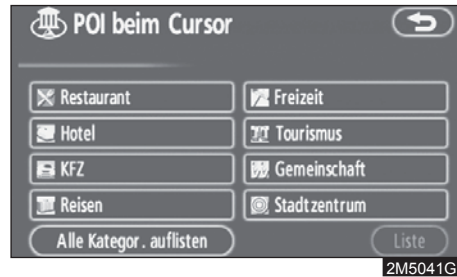 POI beim Cursor
Restaurant
Freizeit
Hotel
Tourismus
KFZ
Gemeinschaft
Reisen
Stadtzentrum
Alle Kategor. auflisten
Liste
2M5041G